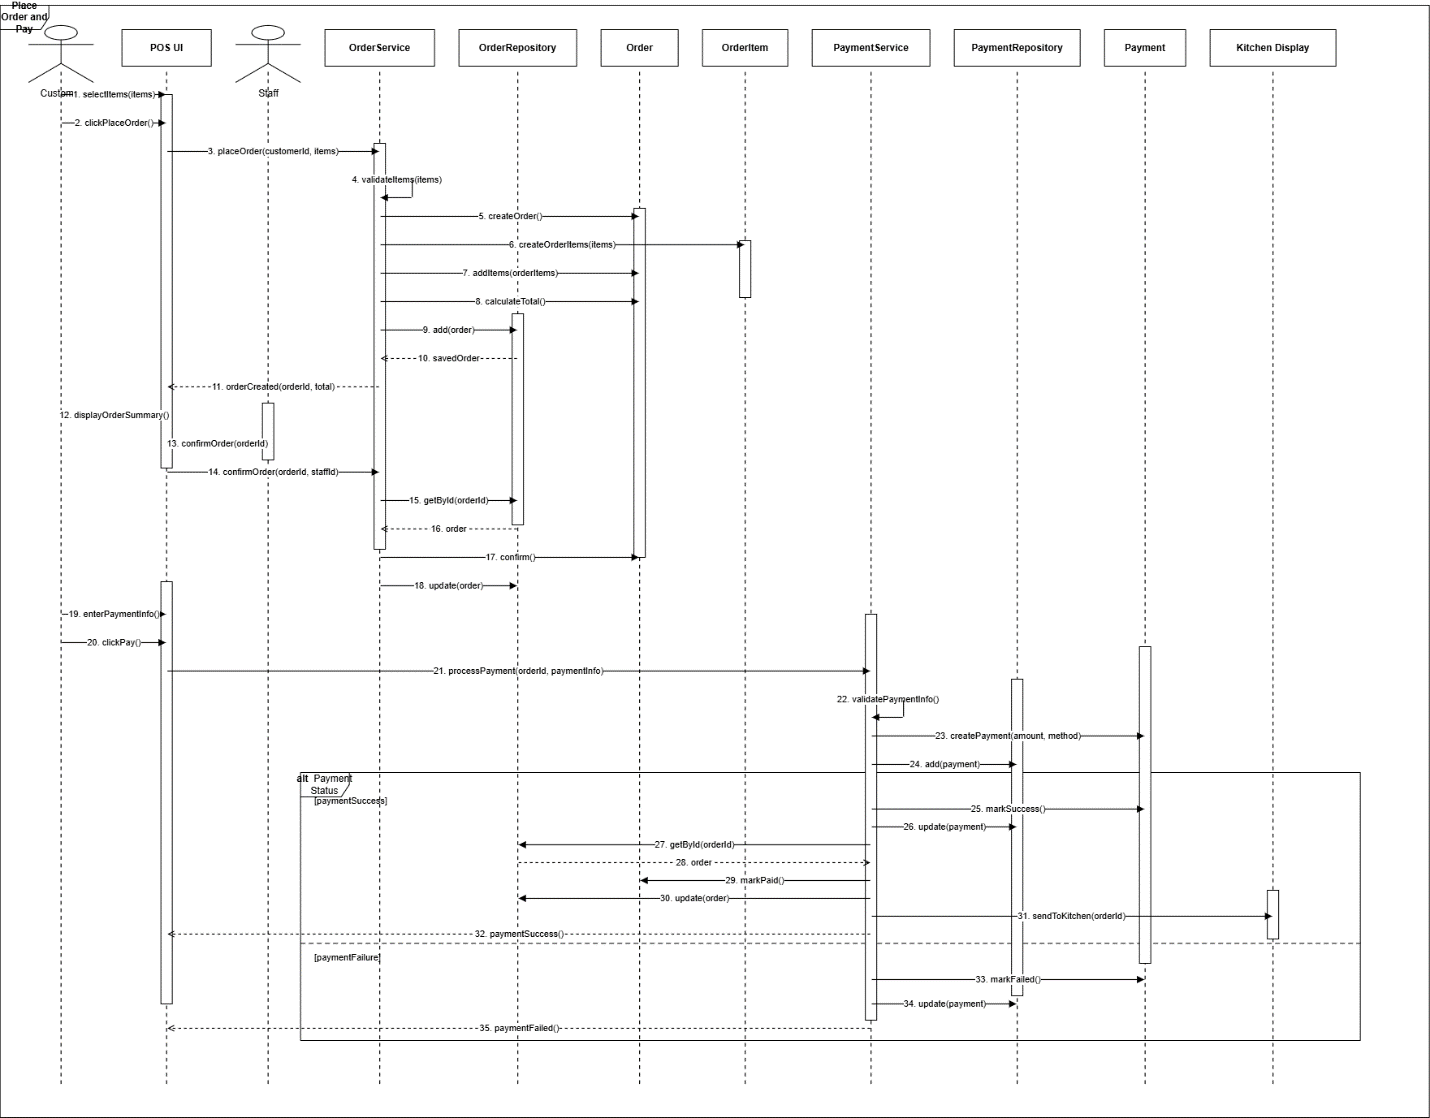 Place
Order and
Pay
POS UI
OrderService
OrderRepository
Order
OrderItem
PaymentService
PaymentRepository
Payment
Kitchen Display
Custom
Staff
1. selectItems(items)
2. clickPlaceOrder()
3. placeOrder(customerId, items)
4. validateItems(items)
5. createOrder()
6. createOrderItems(items)
7. addItems(orderItems)
8. calculateTotal()
9. add(order)
10. savedOrder
11. orderCreated(orderId, total)
12. displayOrderSummary()
13. confirmOrder(orderId)
14. confirmOrder(orderId, staffId)
15. getById(orderId)
16. order
17. confirm()
18. update(order)
19. enterPaymentInfo()
20. clickPay()
21. processPayment(orderId, paymentInfo)
22. validatePaymentInfo()
23. createPayment(amount, method)
24. add(payment)
alt Payment
Status
[paymentSuccess]
25. markSuccess()
26. update(payment)
27. getById(orderId)
28. order
29. markPaid()
30. update(order)
31. sendToKitchen(orderId)
32. paymentSuccess()
[paymentFailure]
33. markFailed()
34. update(payment)
35. paymentFailed()